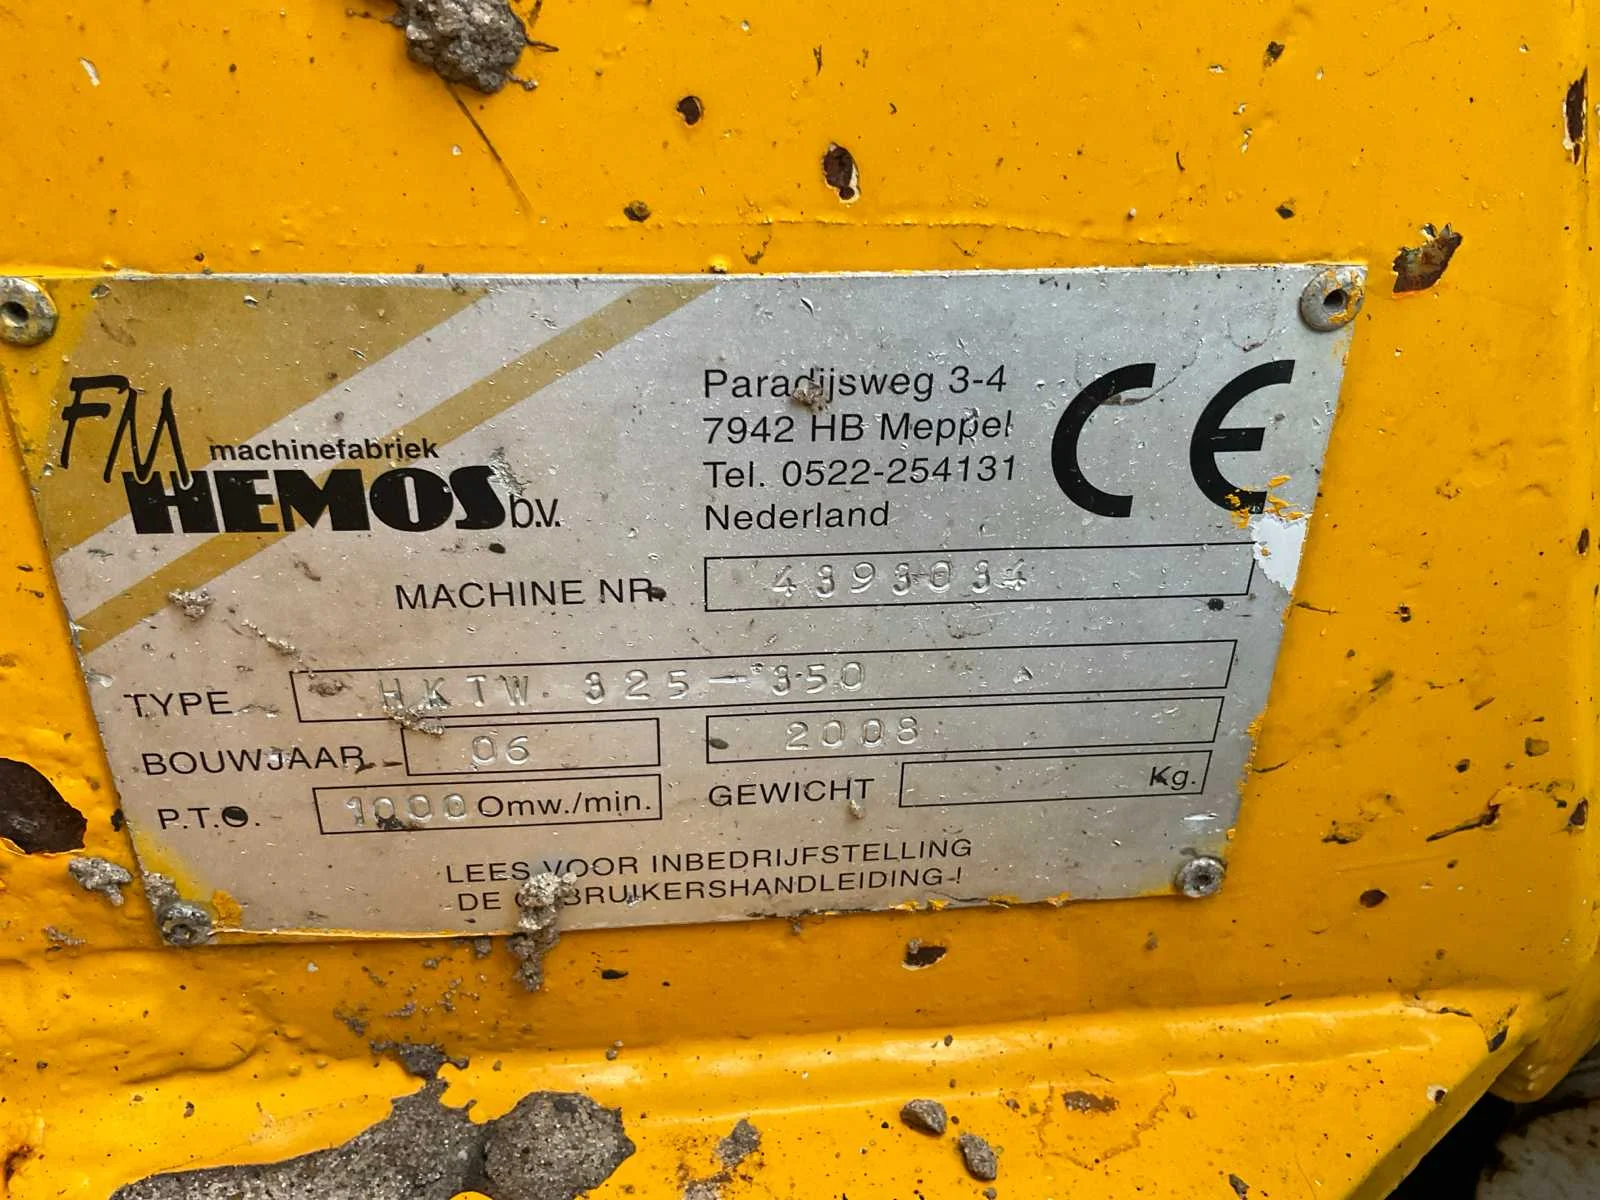 FM machinefabriek
HEMOS b.v.
Paradijsweg 3-4
7942 HB Meppel
Tel. 0522-254131
Nederland
CE
MACHINE NR. 4393034
TYPE HKTW. 325-350
BOUWJAAR 06 2008
P.T.O. 1000 Omw./min. GEWICHT Kg.
LEES VOOR INBEDRIJFSTELLING
DE GEBRUIKERSHANDLEIDING!